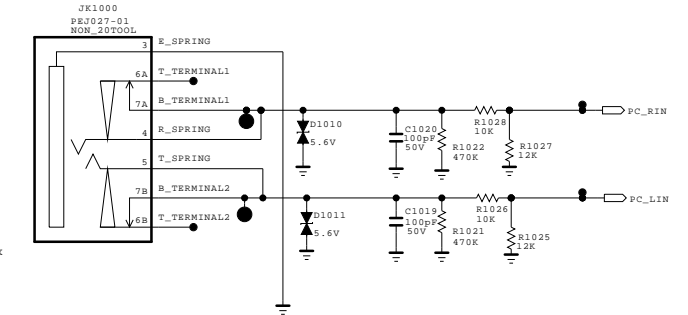 JK1000
PEJ027-01
NON_20TOOL
3 E_SPRING
6A T_TERMINAL1
7A B_TERMINAL1
4 R_SPRING
5 T_SPRING
7B B_TERMINAL2
6B T_TERMINAL2
D1010
5.6V
C1020
100pF
50V
R1022
470K
R1028
10K
R1027
12K
PC_RIN
D1011
5.6V
C1019
100pF
50V
R1021
470K
R1026
10K
R1025
12K
PC_LIN